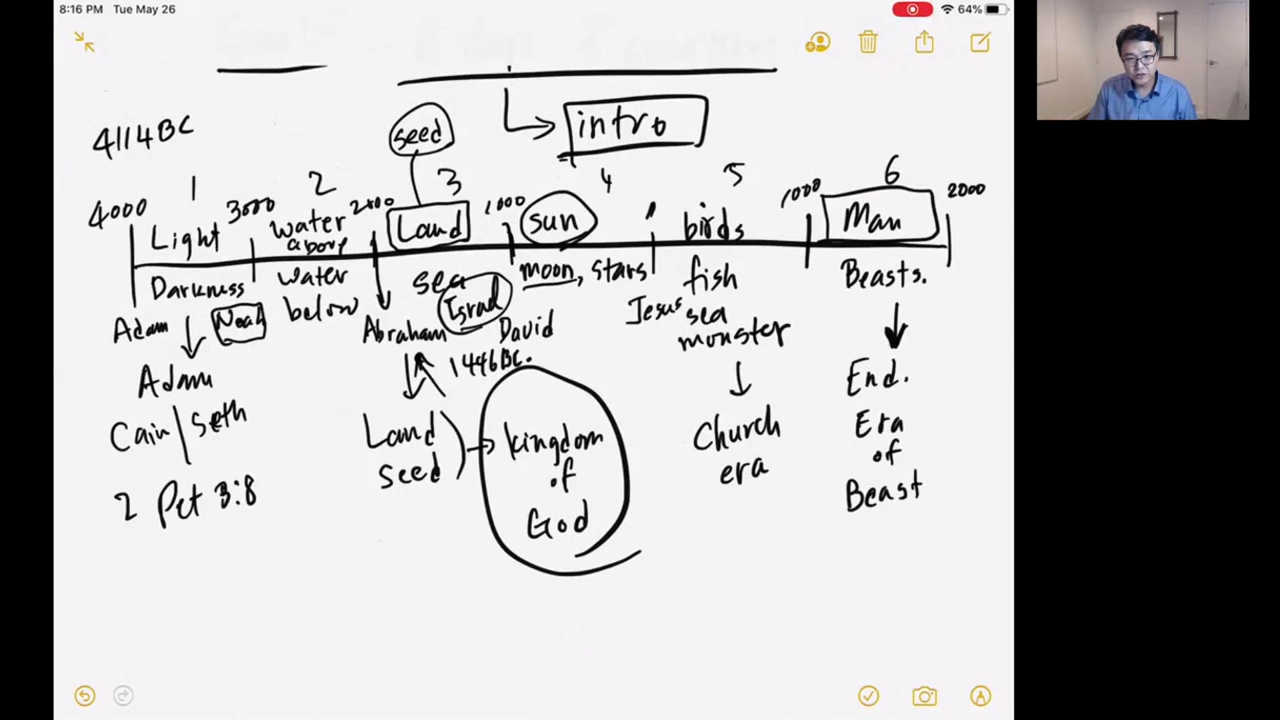 8:16 PM Tue May 26
64%
4114BC
seed
intro
1 2 3 4 5 6
4000 3000 2000 1000 1000 2000
Light water above Land sun birds Man
Darkness water below sea moon, stars fish Beasts.
Adam Noah Abraham Israel David Jesus sea monster
1446BC.
Adam
Cain / Seth
2 Pet 3:8
Land
seed
kingdom
of
God
Church
era
End.
Era
of
Beast